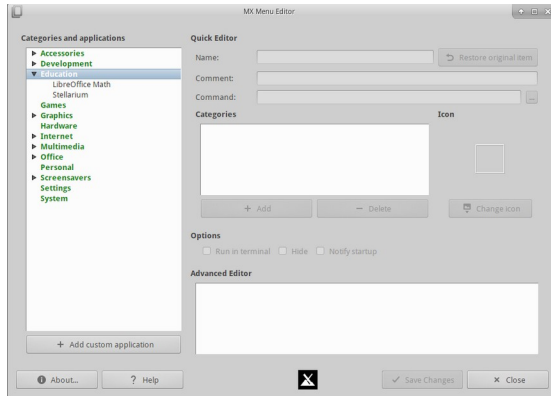 MX Menu Editor
Categories and applications
Accessories
Development
Education
LibreOffice Math
Stellarium
Games
Graphics
Hardware
Internet
Multimedia
Office
Personal
Screensavers
Settings
System
+ Add custom application
Quick Editor
Name:
Restore original item
Comment:
Command:
...
Categories
Icon
+ Add
− Delete
Change icon
Options
Run in terminal
Hide
Notify startup
Advanced Editor
About...
? Help
Save Changes
Close